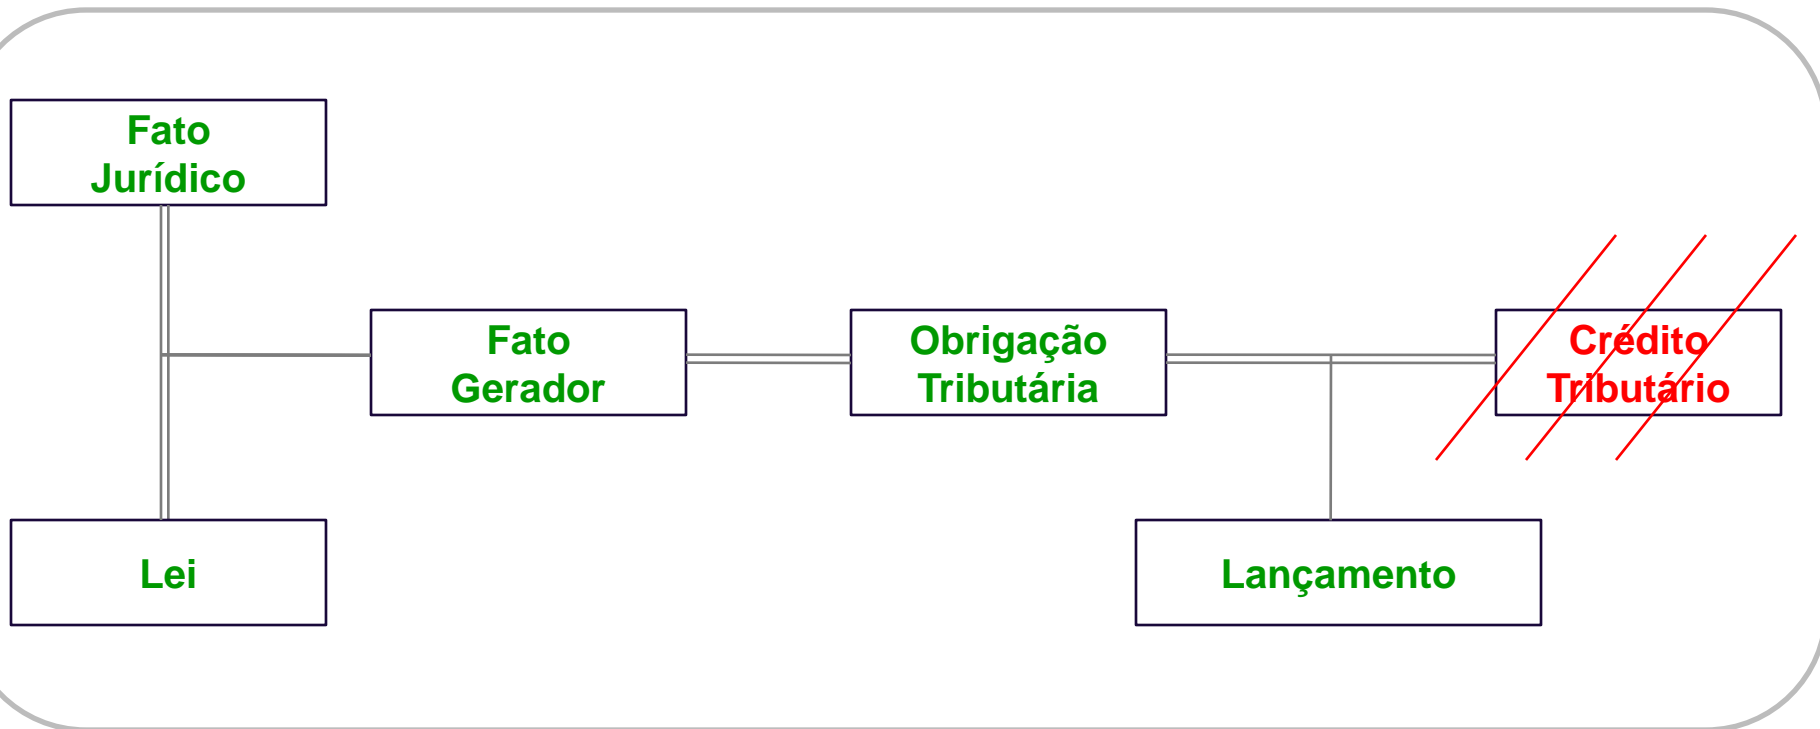 Fato
Jurídico
Fato
Gerador
Obrigação
Tributária
Crédito
Tributário
Lei
Lançamento